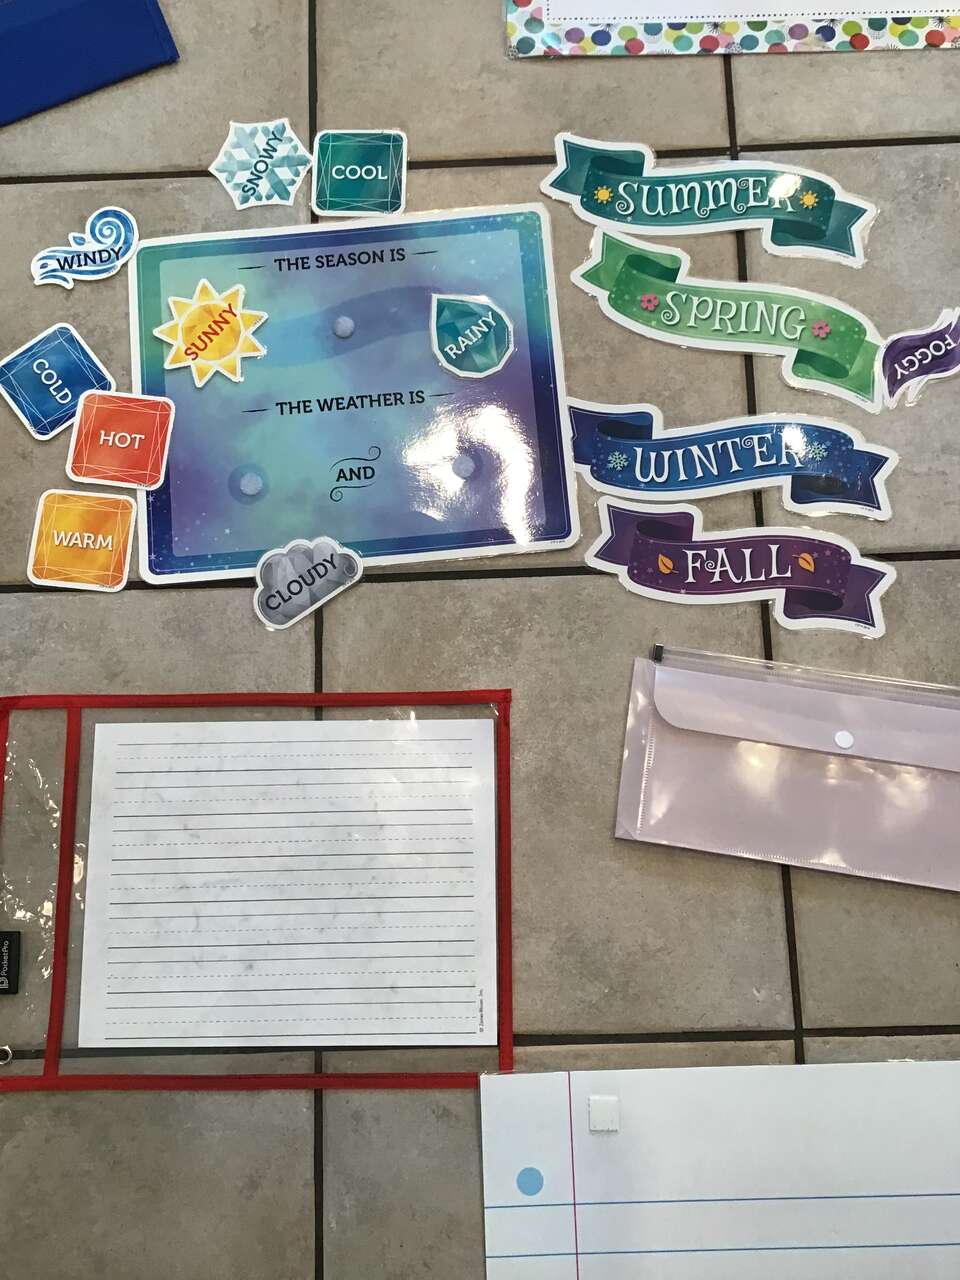 SNOWY
COOL
WINDY
SUMMER
THE SEASON IS
SPRING
SUNNY
RAINY
FOGGY
COLD
THE WEATHER IS
HOT
WINTER
AND
WARM
FALL
CLOUDY
PocketPro